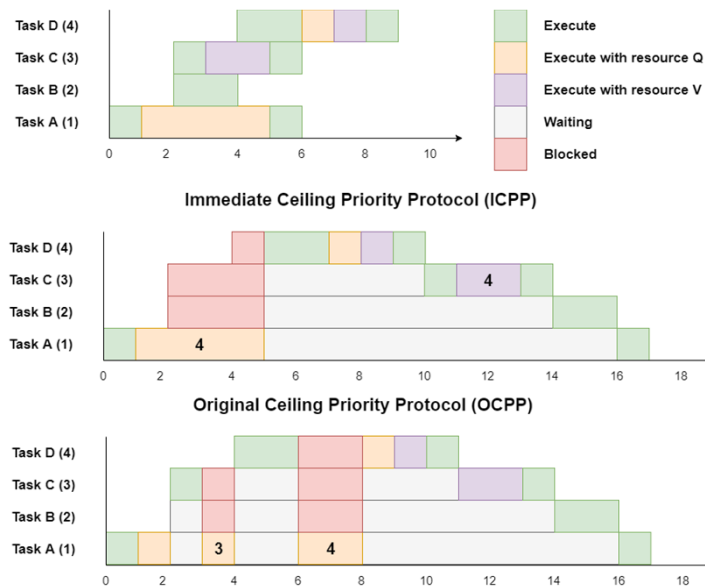 Task D (4)
Execute
Task C (3)
Execute with resource Q
Task B (2)
Execute with resource V
Task A (1)
Waiting
0 2 4 6 8 10
Blocked
Immediate Ceiling Priority Protocol (ICPP)
Task D (4)
Task C (3) 4
Task B (2)
Task A (1) 4
0 2 4 6 8 10 12 14 16 18
Original Ceiling Priority Protocol (OCPP)
Task D (4)
Task C (3)
Task B (2)
Task A (1) 3 4
0 2 4 6 8 10 12 14 16 18